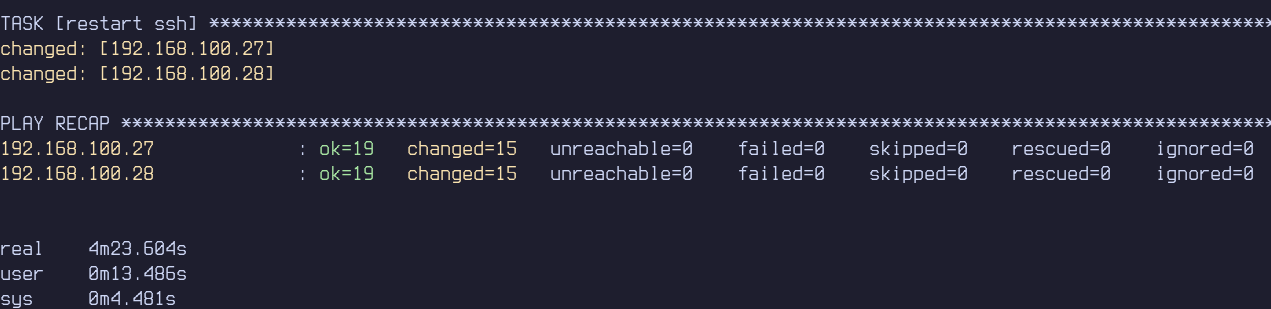 TASK [restart ssh] *************************************************************************************************
changed: [192.168.100.27]
changed: [192.168.100.28]
PLAY RECAP *********************************************************************************************************
192.168.100.27 : ok=19 changed=15 unreachable=0 failed=0 skipped=0 rescued=0 ignored=0
192.168.100.28 : ok=19 changed=15 unreachable=0 failed=0 skipped=0 rescued=0 ignored=0
real 4m23.604s
user 0m13.486s
sys 0m4.481s